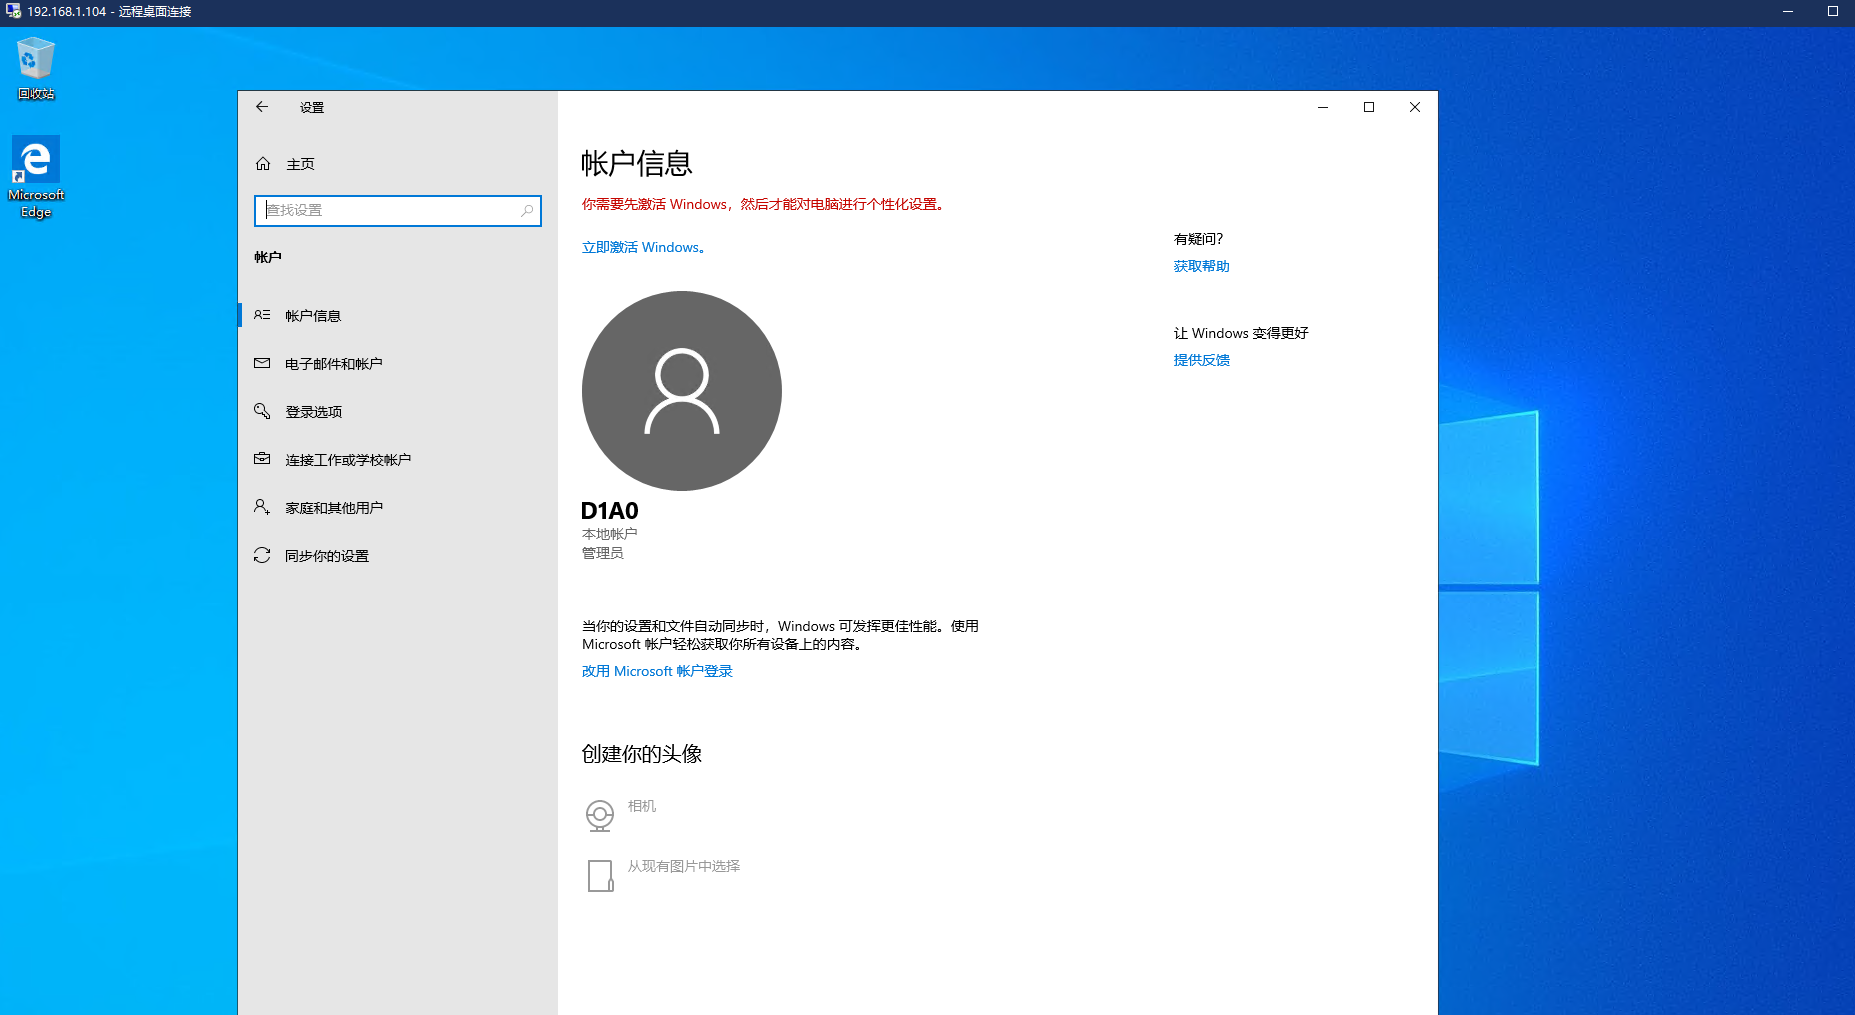 192.168.1.104 - 远程桌面连接
回收站
Microsoft
Edge
设置
主页
查找设置
帐户
帐户信息
电子邮件和帐户
登录选项
连接工作或学校帐户
家庭和其他用户
同步你的设置
帐户信息
你需要先激活 Windows，然后才能对电脑进行个性化设置。
立即激活 Windows。
D1A0
本地帐户
管理员
当你的设置和文件自动同步时，Windows 可发挥更佳性能。使用
Microsoft 帐户轻松获取你所有设备上的内容。
改用 Microsoft 帐户登录
创建你的头像
相机
从现有图片中选择
有疑问？
获取帮助
让 Windows 变得更好
提供反馈